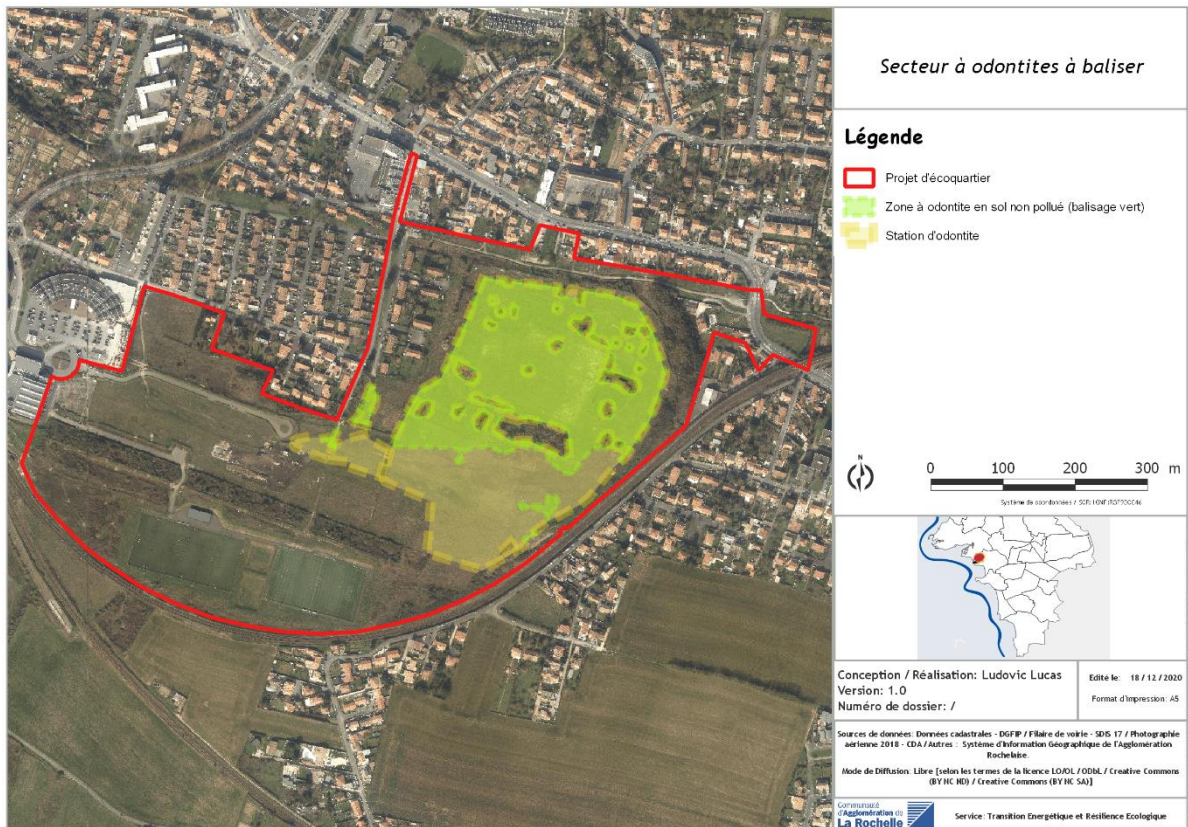 Secteur à odontites à baliser
Légende
Projet d'écoquartier
Zone à odontite en sol non pollué (balisage vert)
Station d'odontite
N
0 100 200 300 m
Système de coordonnées /
Conception / Réalisation: Ludovic Lucas
Version: 1.0
Numéro de dossier: /
Edité le: 18 / 12 / 2020
Format d'impression: A5
Sources de données: Données cadastrales - DGFIP / Filaire de voirie - SDIS 17 / Photographie
aérienne 2018 - CDA / Autres : Système d'Information Géographique de l'Agglomération
Rochelaise.
Mode de Diffusion: Libre [selon les termes de la licence LO/OL / ODbL / Creative Commons
(BY NC ND) / Creative Commons (BY NC SA)]
Communauté
d'Agglomération de
La Rochelle
Service: Transition Energétique et Résilience Ecologique